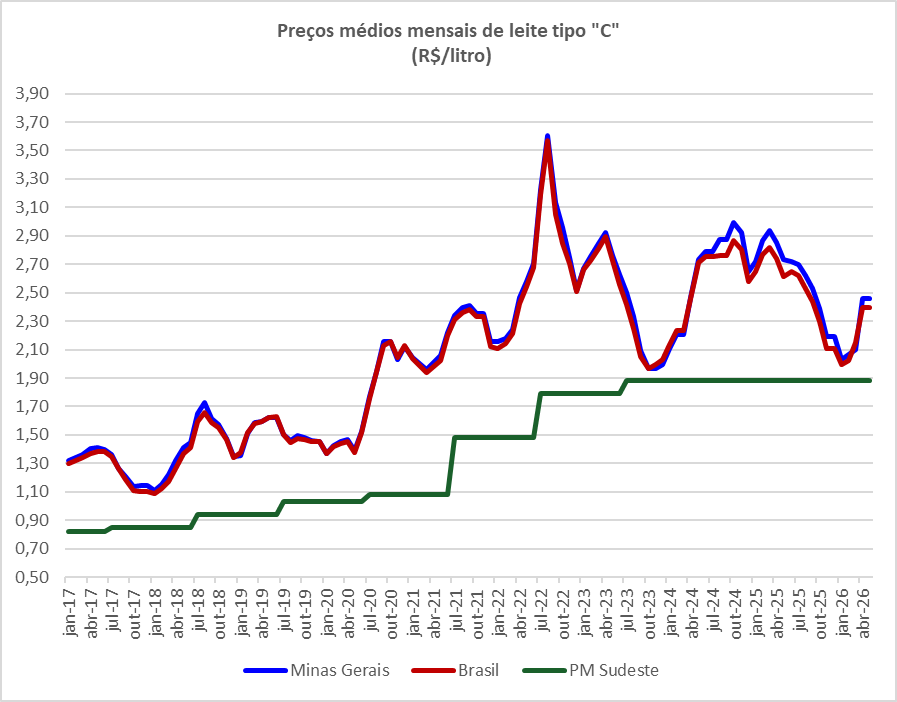 Preços médios mensais de leite tipo "C"
(R$/litro)
3,90
3,70
3,50
3,30
3,10
2,90
2,70
2,50
2,30
2,10
1,90
1,70
1,50
1,30
1,10
0,90
0,70
0,50
jan-17
abr-17
jul-17
out-17
jan-18
abr-18
jul-18
out-18
jan-19
abr-19
jul-19
out-19
jan-20
abr-20
jul-20
out-20
jan-21
abr-21
jul-21
out-21
jan-22
abr-22
jul-22
out-22
jan-23
abr-23
jul-23
out-23
jan-24
abr-24
jul-24
out-24
jan-25
abr-25
jul-25
out-25
jan-26
abr-26
Minas Gerais
Brasil
PM Sudeste